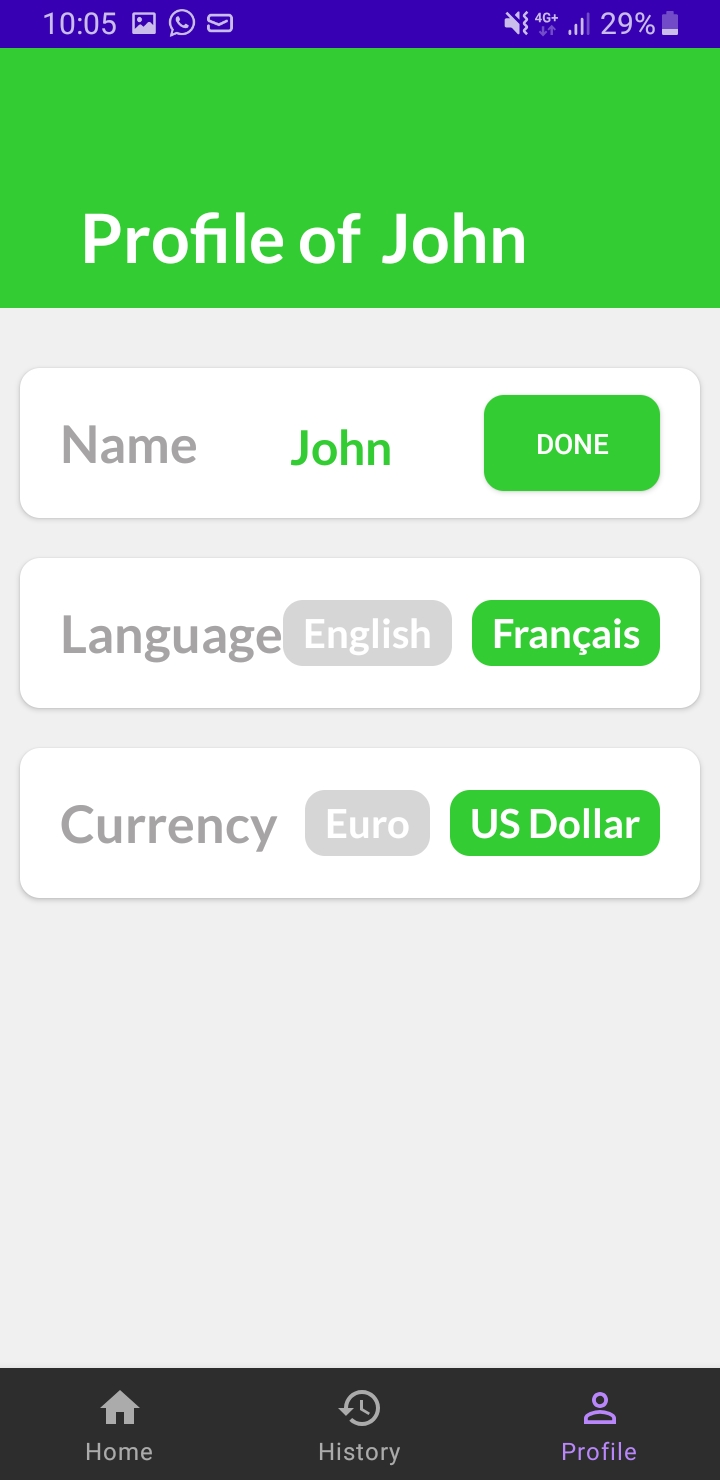 10:05 4G+ 29%
Profile of John
Name John DONE
Language English Français
Currency Euro US Dollar
Home History Profile